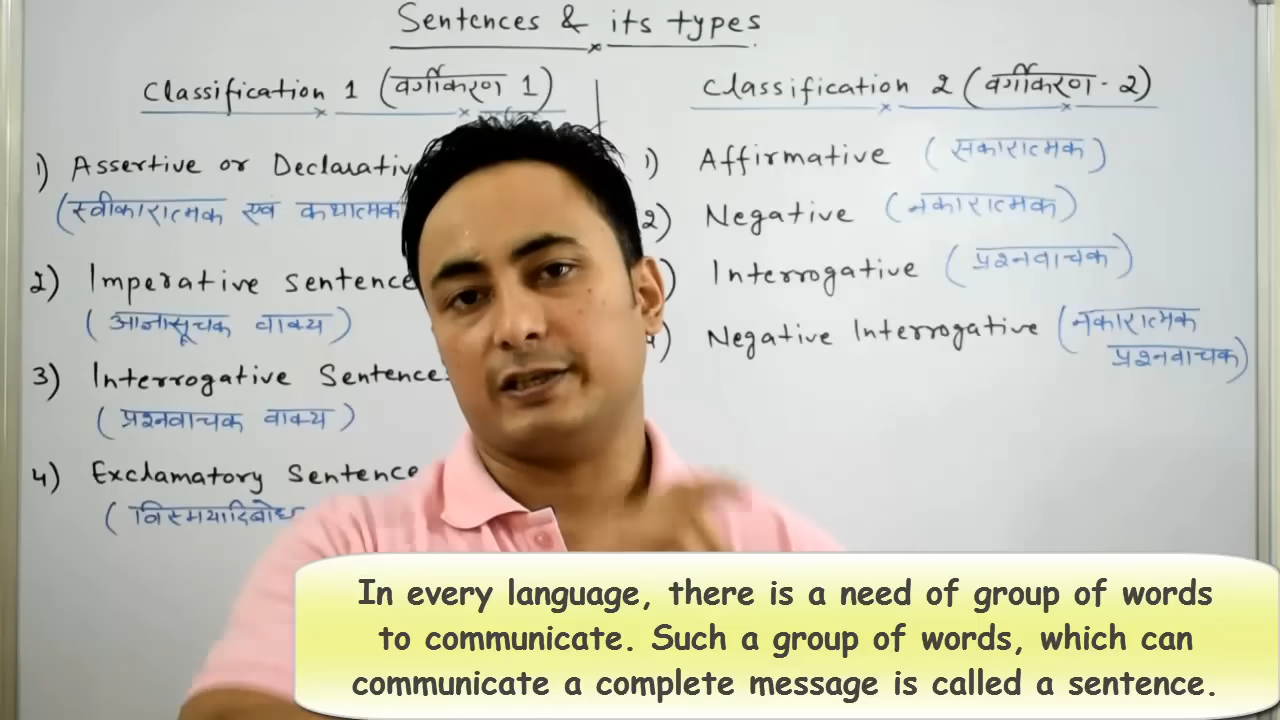 Sentences & its types
Classification 1 (वर्गीकरण 1)
1) Assertive or
(स्वीकारात्मक एवं कथात्मक
2) Imperative Sentence
(आज्ञासूचक वाक्य)
3) Interrogative Sentence
(प्रश्नवाचक वाक्य)
4) Exclamatory Sentence
Classification 2 (वर्गीकरण - 2)
1) Affirmative (सकारात्मक)
2) Negative (नकारात्मक)
) Interrogative (प्रश्नवाचक)
4) Negative Interrogative (नकारात्मक
प्रश्नवाचक)
In every language, there is a need of group of words
to communicate. Such a group of words, which can
communicate a complete message is called a sentence.